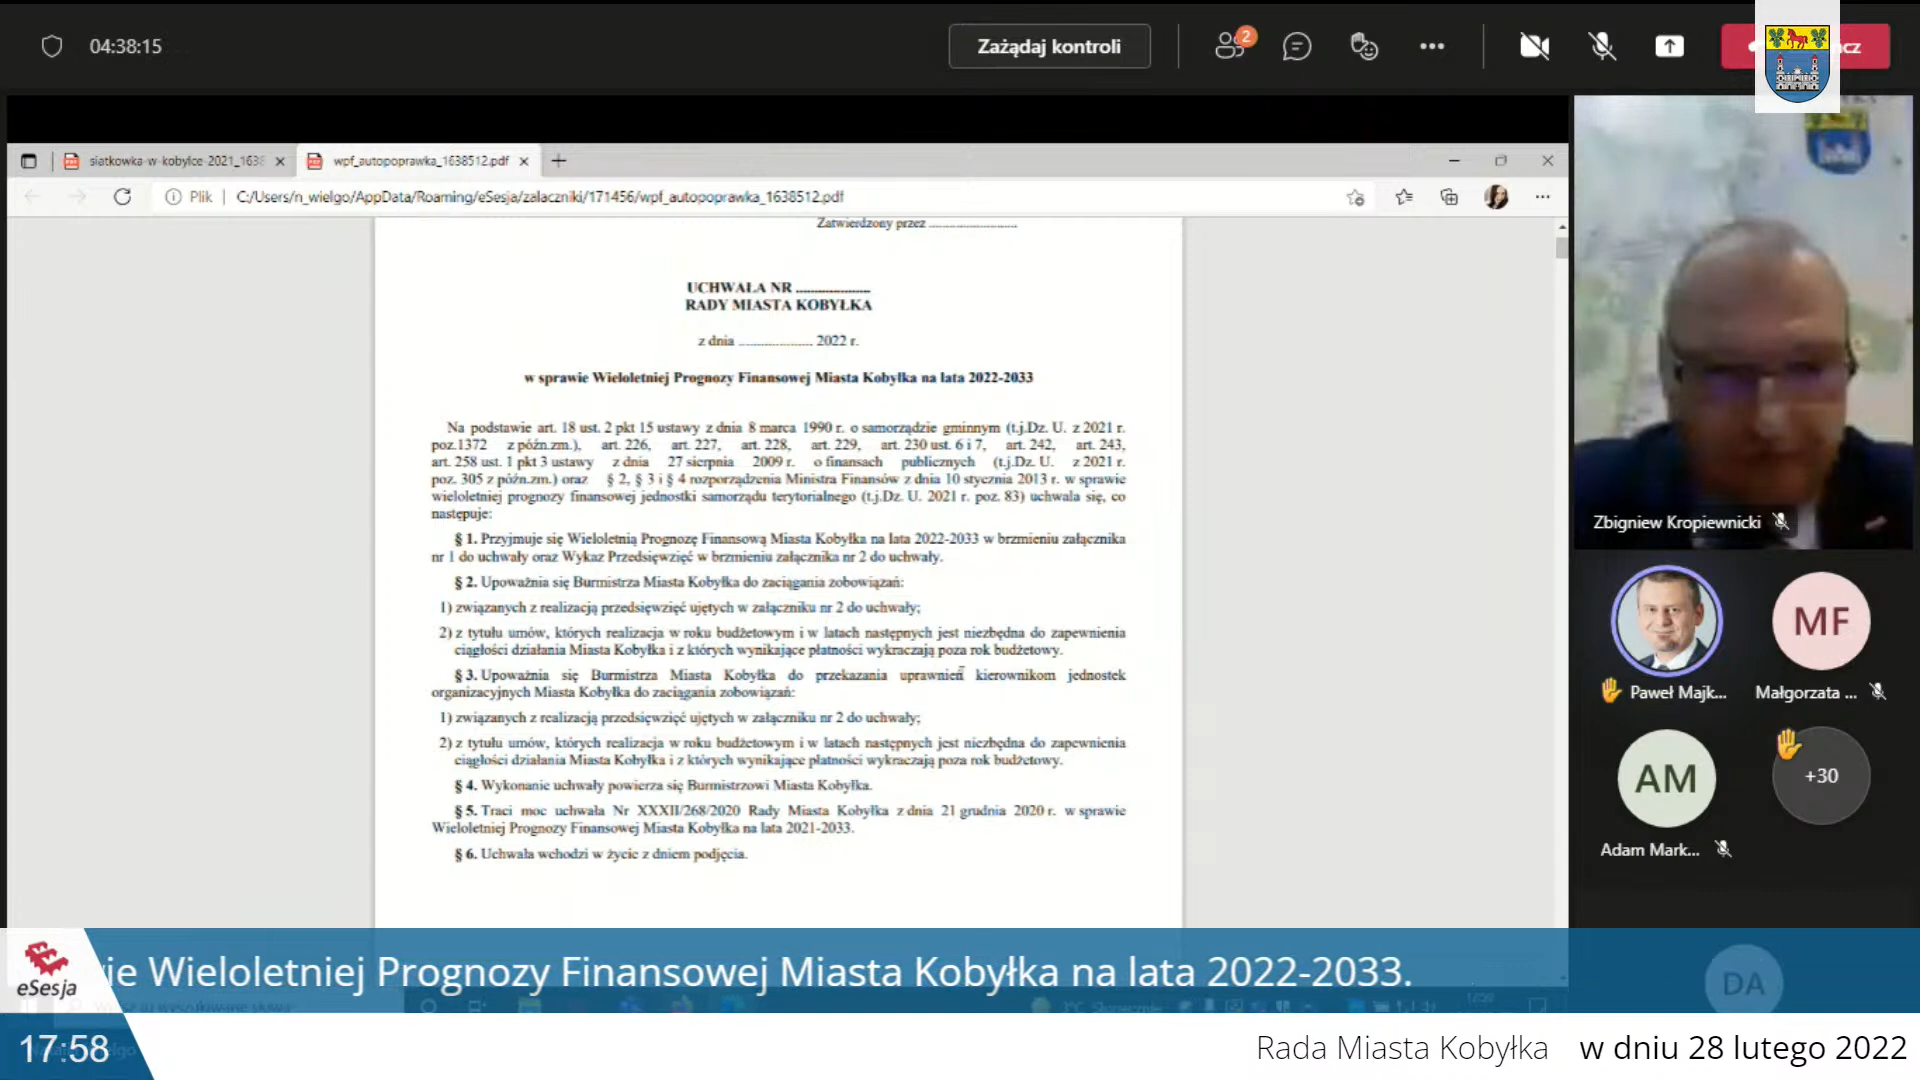 04:38:15
Zażądaj kontroli
2
cz
siatkowka-w-kobylce-2021_1638
wpf_autopoprawka_1638512.pdf
Plik
C:/Users/n_wielgo/AppData/Roaming/eSesja/zalaczniki/171456/wpf_autopoprawka_1638512.pdf
Zatwierdzony przez ........................
UCHWAŁA NR ....................
RADY MIASTA KOBYŁKA
z dnia .................... 2022 r.
w sprawie Wieloletniej Prognozy Finansowej Miasta Kobyłka na lata 2022-2033
Na podstawie art. 18 ust. 2 pkt 15 ustawy z dnia 8 marca 1990 r. o samorządzie gminnym (t.j.Dz. U. z 2021 r.
poz.1372 z późn.zm.), art. 226, art. 227, art. 228, art. 229, art. 230 ust. 6 i 7, art. 242, art. 243,
art. 258 ust. 1 pkt 3 ustawy z dnia 27 sierpnia 2009 r. o finansach publicznych (t.j.Dz. U. z 2021 r.
poz. 305 z późn.zm.) oraz § 2, § 3 i § 4 rozporządzenia Ministra Finansów z dnia 10 stycznia 2013 r. w sprawie
wieloletniej prognozy finansowej jednostki samorządu terytorialnego (t.j.Dz. U. 2021 r. poz. 83) uchwala się, co
następuje:
§ 1. Przyjmuje się Wieloletnią Prognozę Finansową Miasta Kobyłka na lata 2022-2033 w brzmieniu załącznika
nr 1 do uchwały oraz Wykaz Przedsięwzięć w brzmieniu załącznika nr 2 do uchwały.
§ 2. Upoważnia się Burmistrza Miasta Kobyłka do zaciągania zobowiązań:
1) związanych z realizacją przedsięwzięć ujętych w załączniku nr 2 do uchwały;
2) z tytułu umów, których realizacja w roku budżetowym i w latach następnych jest niezbędna do zapewnienia
ciągłości działania Miasta Kobyłka i z których wynikające płatności wykraczają poza rok budżetowy.
§ 3. Upoważnia się Burmistrza Miasta Kobyłka do przekazania uprawnień kierownikom jednostek
organizacyjnych Miasta Kobyłka do zaciągania zobowiązań:
1) związanych z realizacją przedsięwzięć ujętych w załączniku nr 2 do uchwały;
2) z tytułu umów, których realizacja w roku budżetowym i w latach następnych jest niezbędna do zapewnienia
ciągłości działania Miasta Kobyłka i z których wynikające płatności wykraczają poza rok budżetowy.
§ 4. Wykonanie uchwały powierza się Burmistrzowi Miasta Kobyłka.
§ 5. Traci moc uchwała Nr XXXII/268/2020 Rady Miasta Kobyłka z dnia 21 grudnia 2020 r. w sprawie
Wieloletniej Prognozy Finansowej Miasta Kobyłka na lata 2021-2033.
§ 6. Uchwała wchodzi w życie z dniem podjęcia.
Zbigniew Kropiewnicki
Paweł Majk...
MF
Małgorzata ...
AM
Adam Mark...
+30
DA
eSesja
ie Wieloletniej Prognozy Finansowej Miasta Kobyłka na lata 2022-2033.
17:58
Rada Miasta Kobyłka w dniu 28 lutego 2022